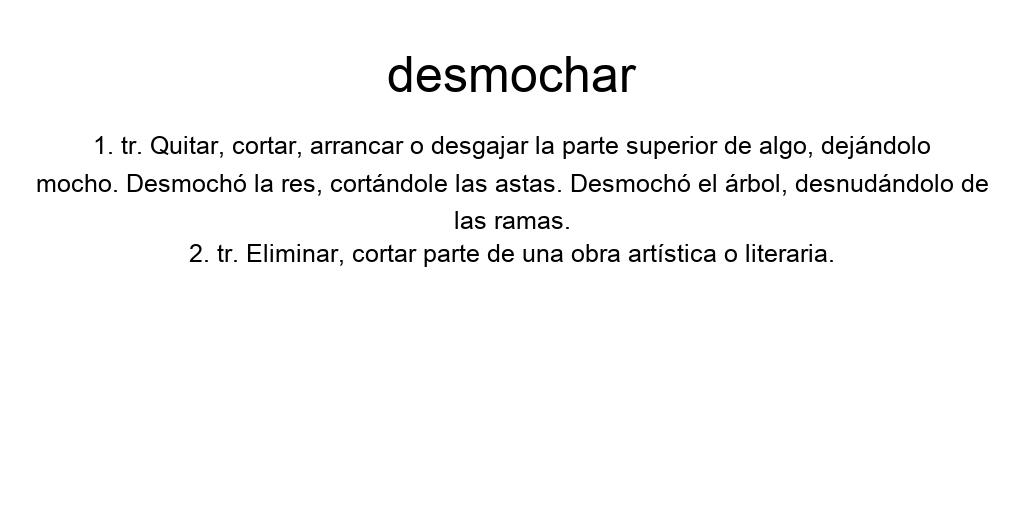 desmochar
1. tr. Quitar, cortar, arrancar o desgajar la parte superior de algo, dejándolo
mocho. Desmochó la res, cortándole las astas. Desmochó el árbol, desnudándolo de
las ramas.
2. tr. Eliminar, cortar parte de una obra artística o literaria.